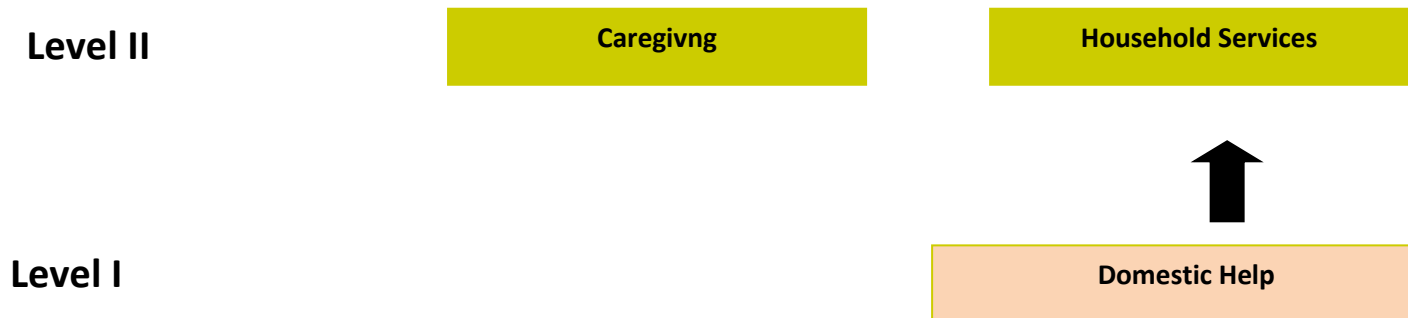 Level II
Caregivng
Household Services
Level I
Domestic Help